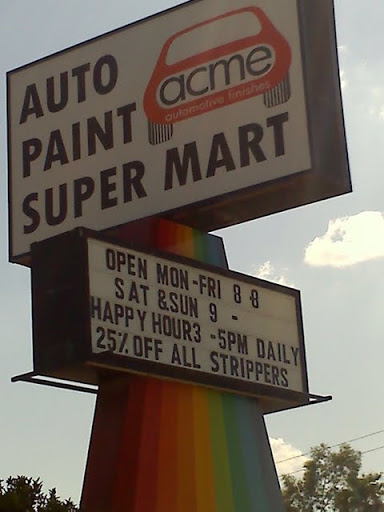 AUTO
PAINT
SUPER MART
acme
automotive finishes
OPEN MON-FRI 8-8
SAT &SUN 9 -
HAPPY HOUR3 -5PM DAILY
25% OFF ALL STRIPPERS